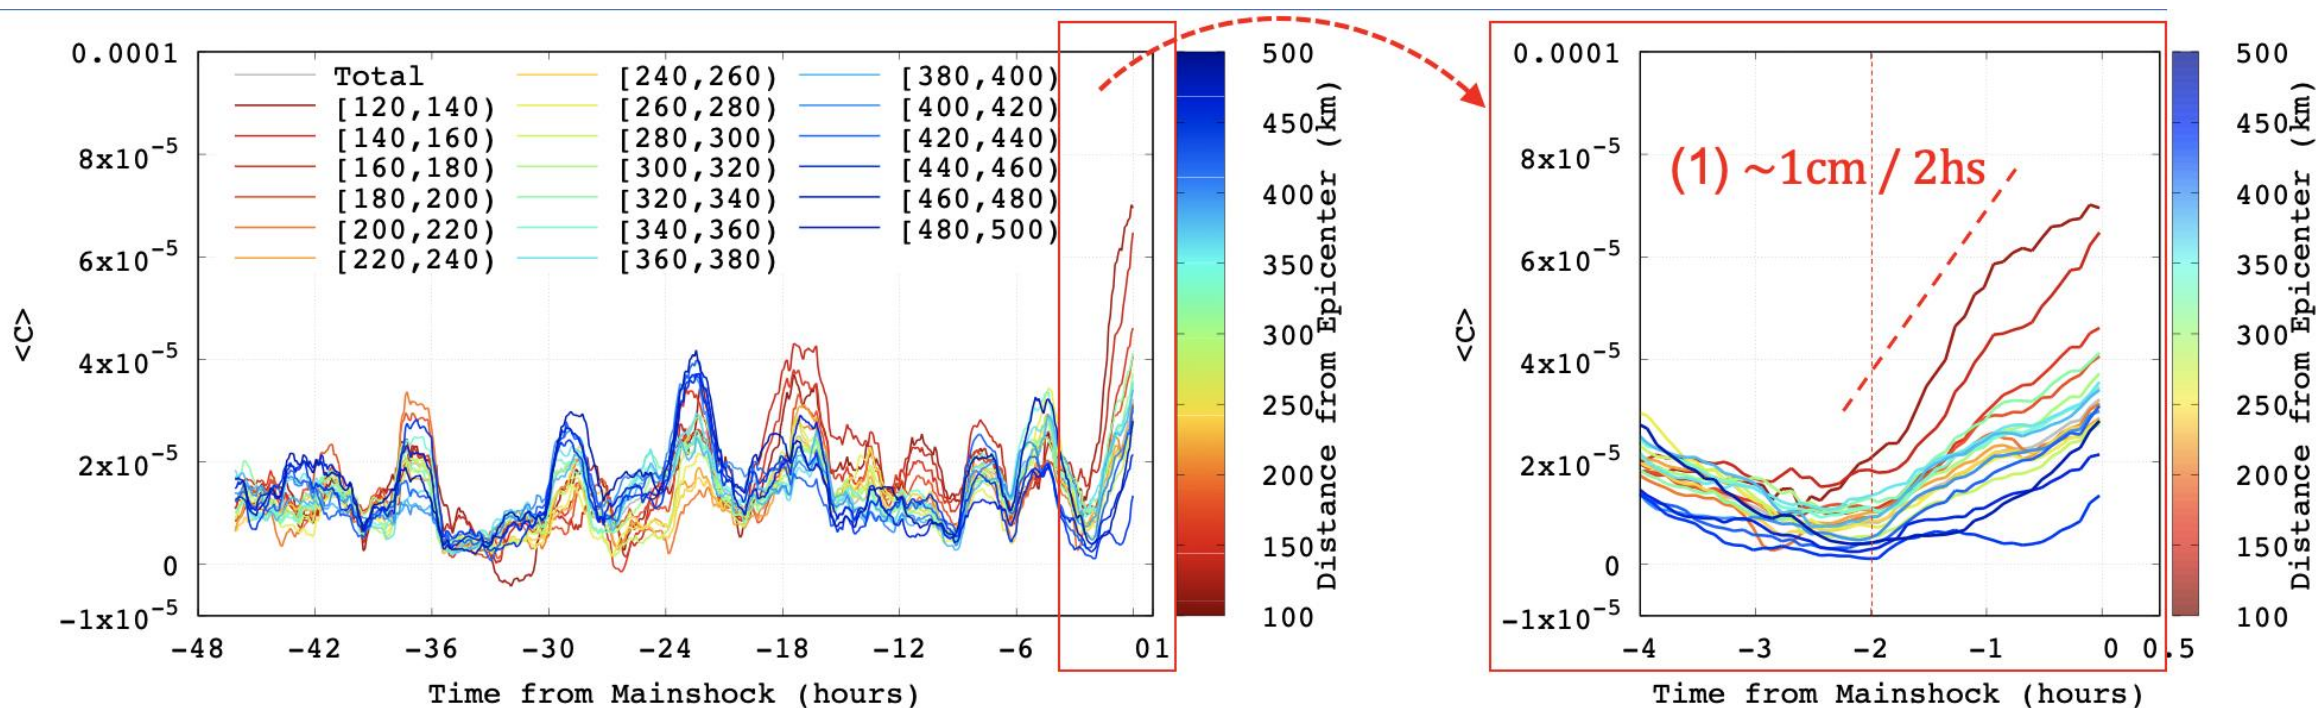 0.0001
8x10-5
6x10-5
4x10-5
2x10-5
0
-1x10-5
<C>
-48 -42 -36 -30 -24 -18 -12 -6 0 1
Time from Mainshock (hours)
Total
[120,140)
[140,160)
[160,180)
[180,200)
[200,220)
[220,240)
[240,260)
[260,280)
[280,300)
[300,320)
[320,340)
[340,360)
[360,380)
[380,400)
[400,420)
[420,440)
[440,460)
[460,480)
[480,500)
500
450
400
350
300
250
200
150
100
Distance from Epicenter (km)
0.0001
8x10-5
6x10-5
4x10-5
2x10-5
0
-1x10-5
<C>
(1) ~1cm / 2hs
-4 -3 -2 -1 0 0.5
Time from Mainshock (hours)
500
450
400
350
300
250
200
150
100
Distance from Epicenter (km)